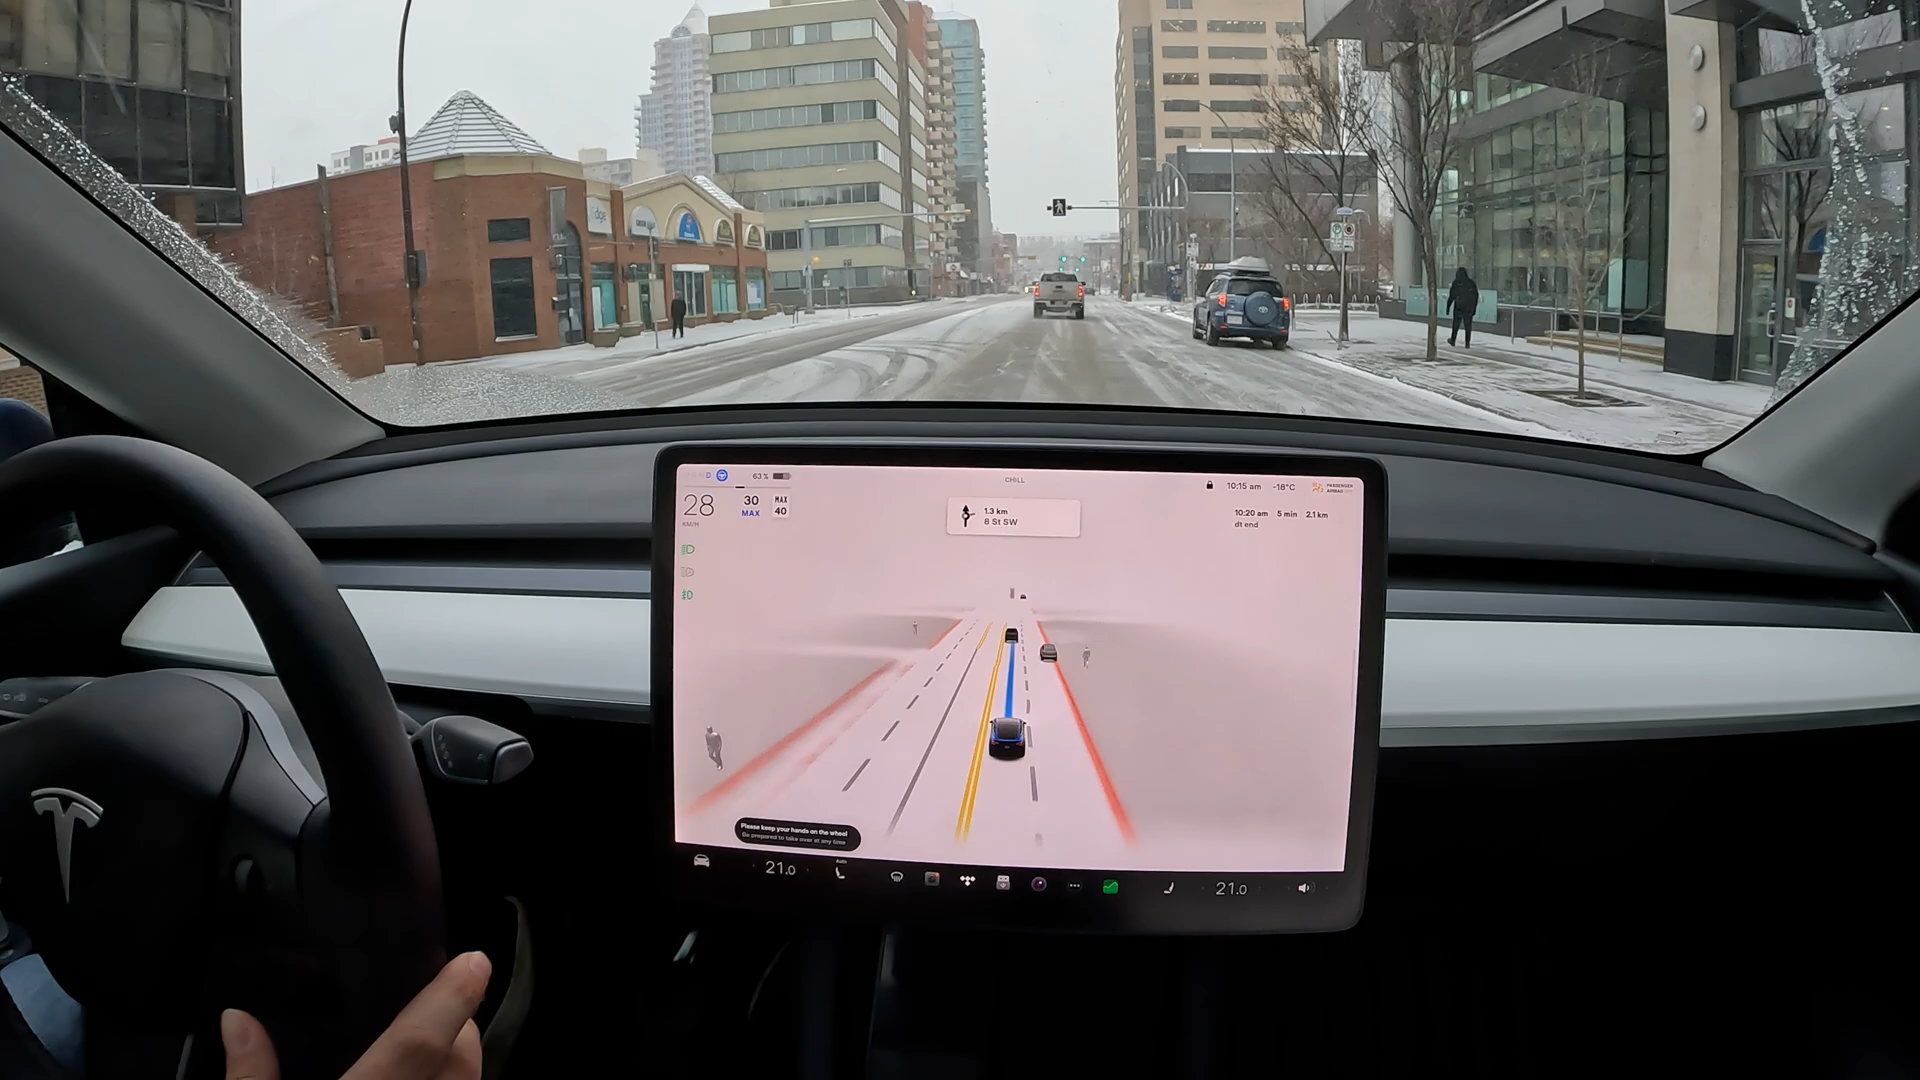 D
63 %
CHILL
10:15 am
-18°C
PASSENGER
AIRBAG
28
KM/H
30
MAX
MAX
40
1.3 km
8 St SW
10:20 am 5 min 2.1 km
dt end
Please keep your hands on the wheel
Be prepared to take over at any time
21.0
Auto
21.0